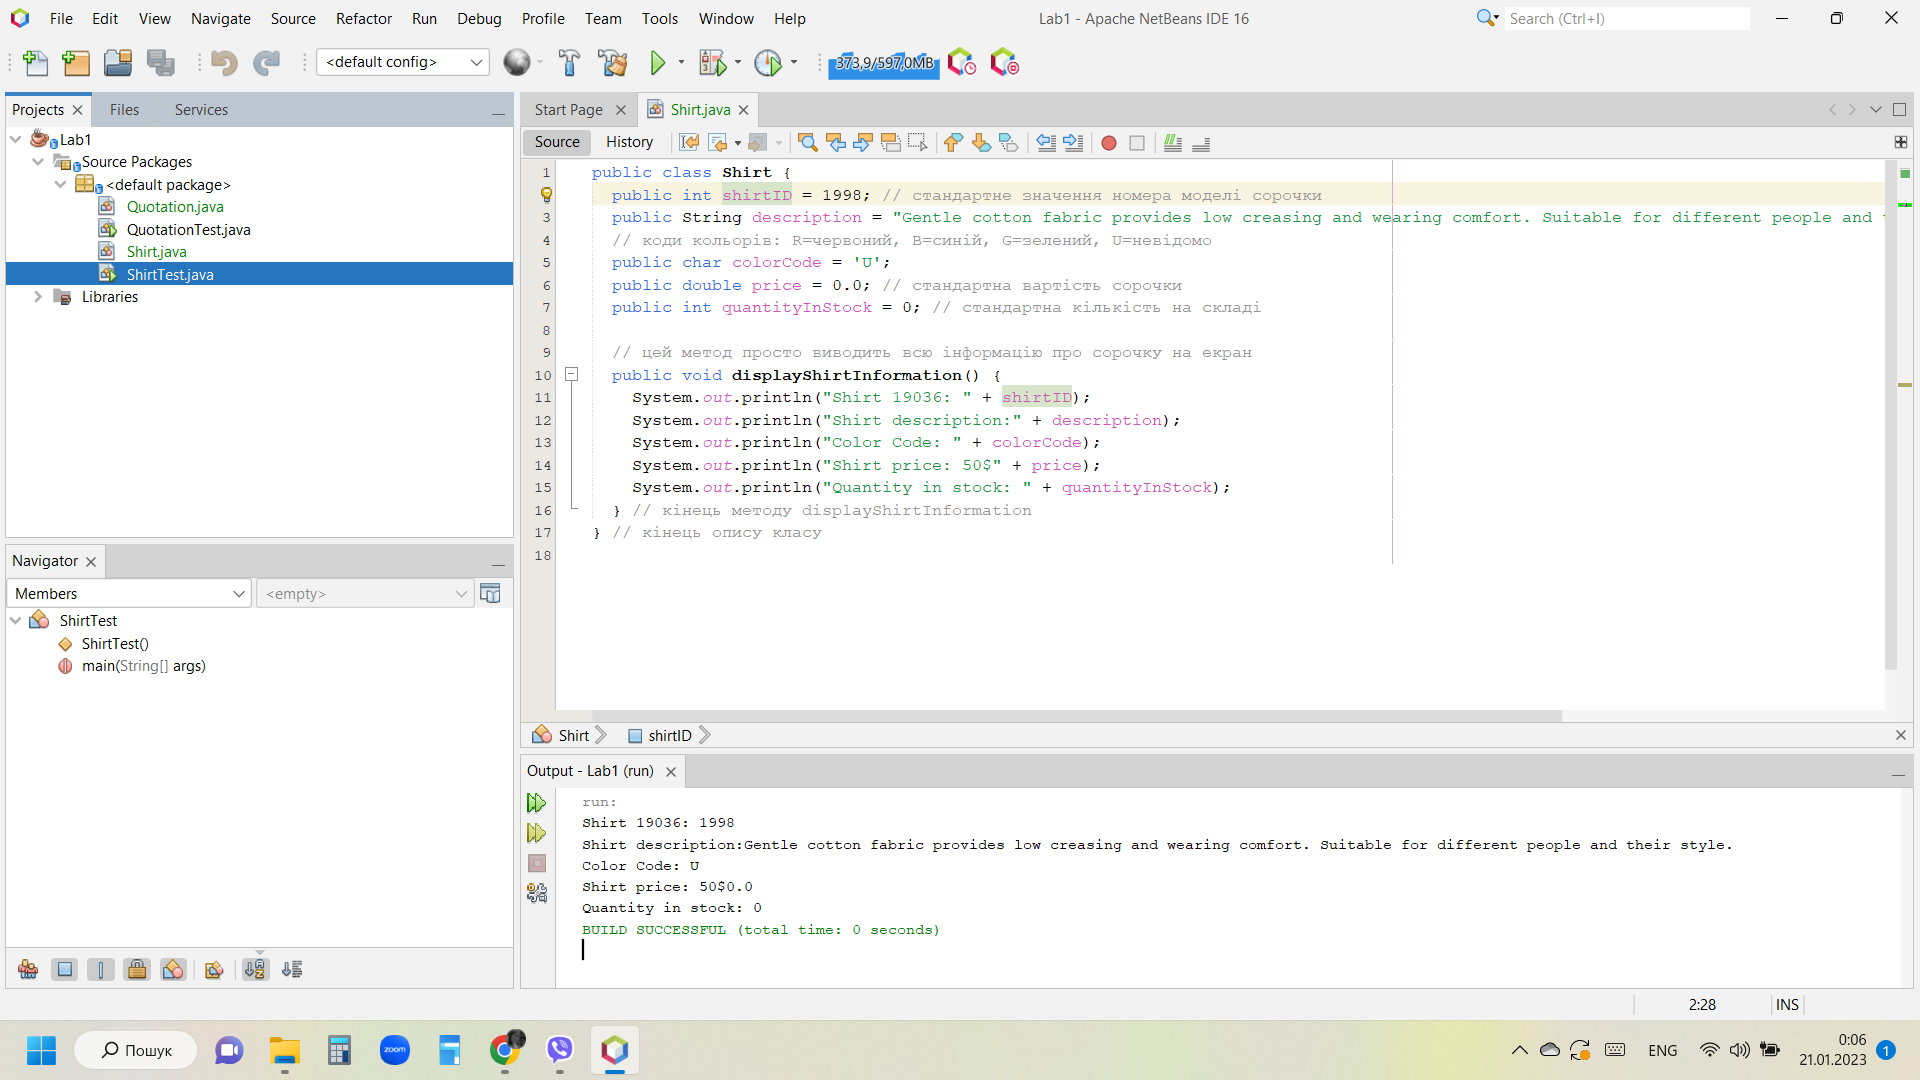 File Edit View Navigate Source Refactor Run Debug Profile Team Tools Window Help
Lab1 - Apache NetBeans IDE 16
Search (Ctrl+I)
<default config>
373,9/597,0MB
Projects Files Services
Lab1
Source Packages
<default package>
Quotation.java
QuotationTest.java
Shirt.java
ShirtTest.java
Libraries
Navigator
Members
<empty>
ShirtTest
ShirtTest()
main(String[] args)
Start Page Shirt.java
Source History
1 public class Shirt {
public int shirtID = 1998; // стандартне значення номера моделі сорочки
3 public String description = "Gentle cotton fabric provides low creasing and wearing comfort. Suitable for different people and
4 // коди кольорів: R=червоний, B=синій, G=зелений, U=невідомо
5 public char colorCode = 'U';
6 public double price = 0.0; // стандартна вартість сорочки
7 public int quantityInStock = 0; // стандартна кількість на складі
8
9 // цей метод просто виводить всю інформацію про сорочку на екран
10 public void displayShirtInformation() {
11 System.out.println("Shirt 19036: " + shirtID);
12 System.out.println("Shirt description:" + description);
13 System.out.println("Color Code: " + colorCode);
14 System.out.println("Shirt price: 50$" + price);
15 System.out.println("Quantity in stock: " + quantityInStock);
16 } // кінець методу displayShirtInformation
17 } // кінець опису класу
18
Shirt shirtID
Output - Lab1 (run)
run:
Shirt 19036: 1998
Shirt description:Gentle cotton fabric provides low creasing and wearing comfort. Suitable for different people and their style.
Color Code: U
Shirt price: 50$0.0
Quantity in stock: 0
BUILD SUCCESSFUL (total time: 0 seconds)
2:28 INS
Пошук
zoom
ENG
0:06
21.01.2023
1